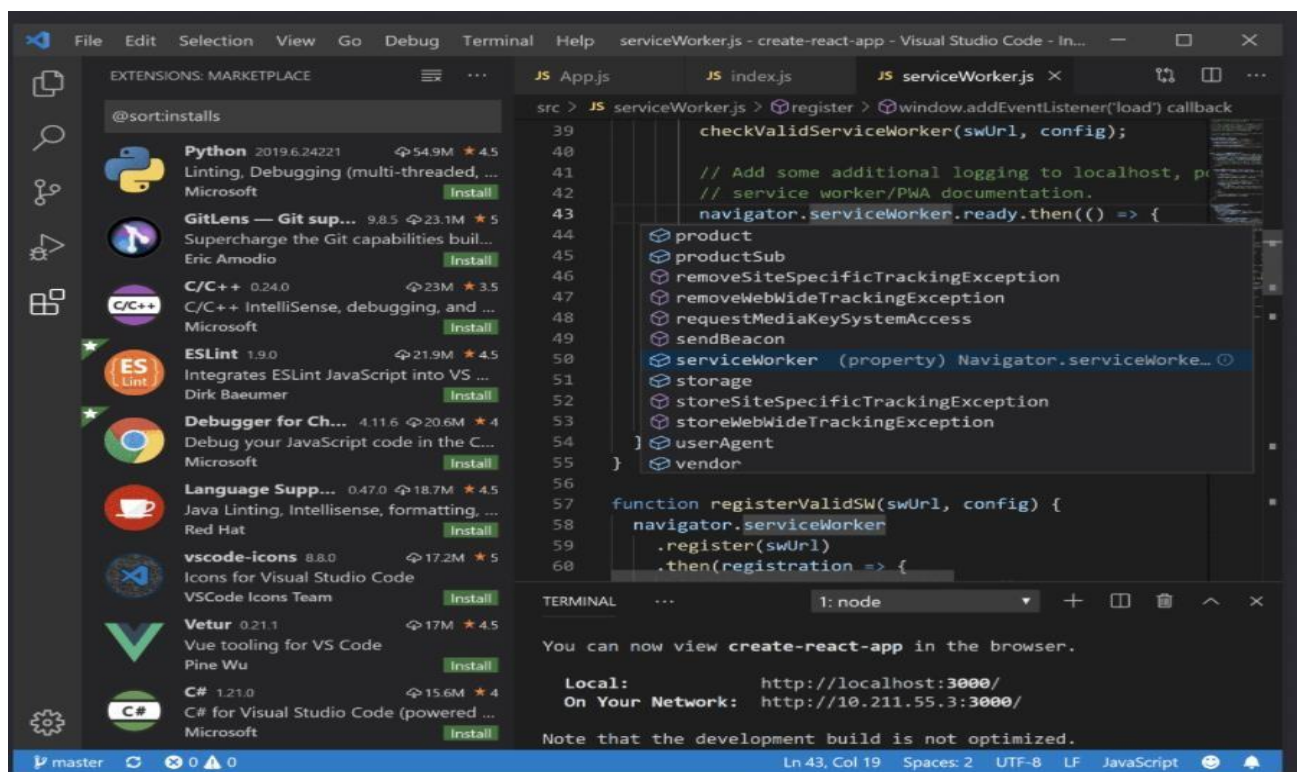 File Edit Selection View Go Debug Terminal Help serviceWorker.js - create-react-app - Visual Studio Code - In...
EXTENSIONS: MARKETPLACE ...
@sort:installs
Python 2019.6.24221 54.9M ★ 4.5
Linting, Debugging (multi-threaded, ...
Microsoft Install
GitLens — Git sup... 9.8.5 23.1M ★ 5
Supercharge the Git capabilities buil...
Eric Amodio Install
C/C++
C/C++ 0.24.0 23M ★ 3.5
C/C++ IntelliSense, debugging, and ...
Microsoft Install
ES Lint
ESLint 1.9.0 21.9M ★ 4.5
Integrates ESLint JavaScript into VS ...
Dirk Baeumer Install
Debugger for Ch... 4.11.6 20.6M ★ 4
Debug your JavaScript code in the C...
Microsoft Install
Language Supp... 0.47.0 18.7M ★ 4.5
Java Linting, Intellisense, formatting, ...
Red Hat Install
vscode-icons 8.8.0 17.2M ★ 5
Icons for Visual Studio Code
VSCode Icons Team Install
Vetur 0.21.1 17M ★ 4.5
Vue tooling for VS Code
Pine Wu Install
C#
C# 1.21.0 15.6M ★ 4
C# for Visual Studio Code (powered ...
Microsoft Install
JS App.js JS index.js JS serviceWorker.js ×
src > JS serviceWorker.js > register > window.addEventListener('load') callback
39 checkValidServiceWorker(swUrl, config);
40
41 // Add some additional logging to localhost, po
42 // service worker/PWA documentation.
43 navigator.serviceWorker.ready.then(() => {
44 product
45 productSub
46 removeSiteSpecificTrackingException
47 removeWebWideTrackingException
48 requestMediaKeySystemAccess
49 sendBeacon
50 serviceWorker (property) Navigator.serviceWorke...
51 storage
52 storeSiteSpecificTrackingException
53 storeWebWideTrackingException
54 } userAgent
55 } vendor
56
57 function registerValidSW(swUrl, config) {
58 navigator.serviceWorker
59 .register(swUrl)
60 .then(registration => {
TERMINAL ... 1: node
You can now view create-react-app in the browser.
Local: http://localhost:3000/
On Your Network: http://10.211.55.3:3000/
Note that the development build is not optimized.
master 0 0 Ln 43, Col 19 Spaces: 2 UTF-8 LF JavaScript